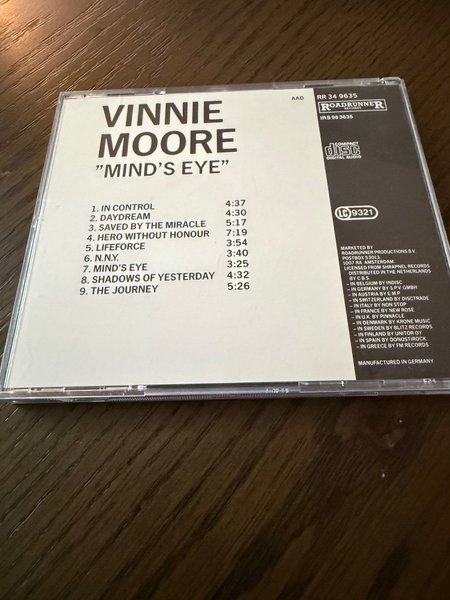 VINNIE
MOORE
"MIND'S EYE"
AAD
1. IN CONTROL 4:37
2. DAYDREAM 4:30
3. SAVED BY THE MIRACLE 5:17
4. HERO WITHOUT HONOUR 7:19
5. LIFEFORCE 3:54
6. N.N.Y. 3:40
7. MIND'S EYE 3:25
8. SHADOWS OF YESTERDAY 4:32
9. THE JOURNEY 5:26
RR 34 9635
ROADRUNNER
RECORDS
IRS 98 3635
COMPACT
disc
DIGITAL AUDIO
LC 9321
MARKETED BY
ROADRUNNER PRODUCTIONS B.V.
POSTBOX 53013
1007 RA AMSTERDAM
LICENSED FROM SHRAPNEL RECORDS
DISTRIBUTED IN THE NETHERLANDS
BY C.B.S.
– IN BELGIUM BY INDISC
– IN GERMANY BY S.P.V. GMBH
– IN AUSTRIA BY E.M.P.
– IN SWITZERLAND BY DISCTRADE
– IN ITALY BY NON STOP
– IN FRANCE BY NEW ROSE
– IN U.K. BY PINNACLE
– IN DENMARK BY KRONE MUSIC
– IN SWEDEN BY BLITZ RECORDS
– IN FINLAND BY UNITOR OY
– IN SPAIN BY DONOSTIROCK
– IN GREECE BY FM RECORDS
MANUFACTURED IN GERMANY